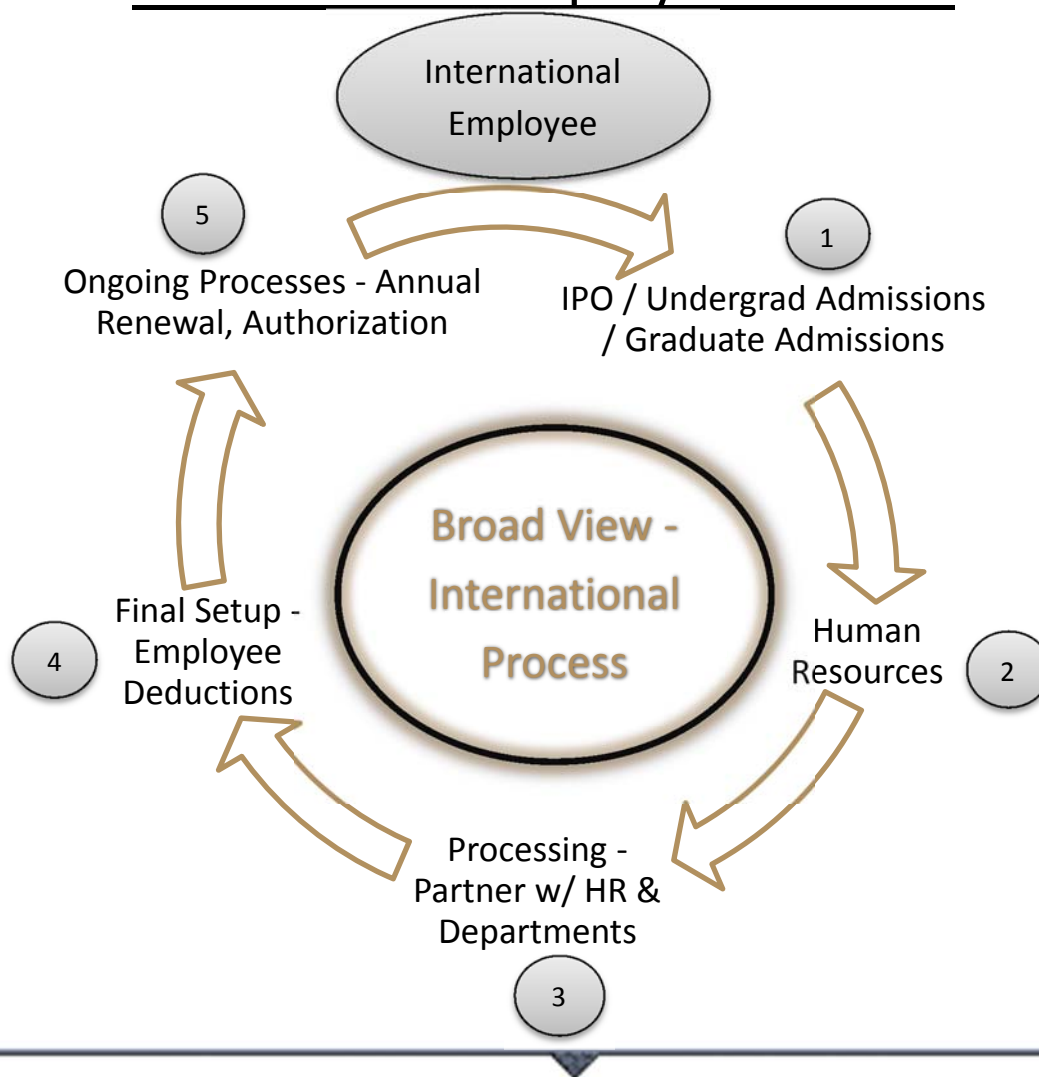 International
Employee
5
1
Ongoing Processes - Annual
Renewal, Authorization
IPO / Undergrad Admissions
/ Graduate Admissions
Broad View -
International
Process
Human
Resources
2
Final Setup -
Employee
Deductions
4
Processing -
Partner w/ HR &
Departments
3